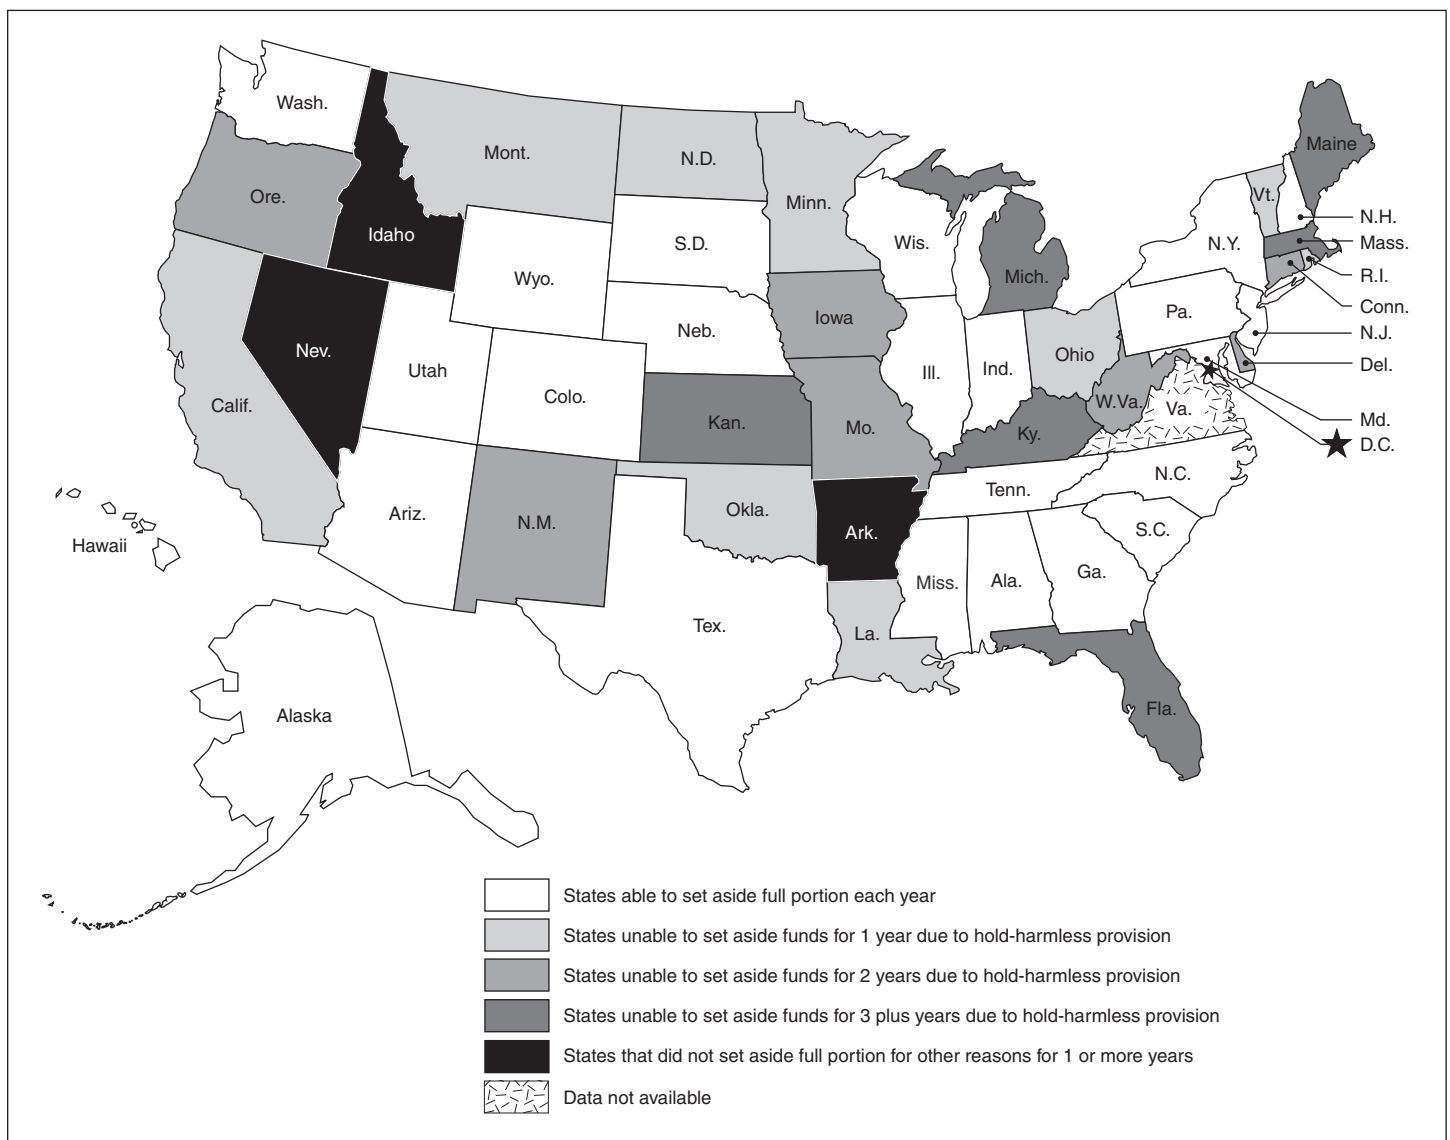 Wash.
Mont.
N.D.
Minn.
Maine
Vt.
Ore.
Idaho
S.D.
Wis.
Mich.
N.Y.
N.H.
Mass.
R.I.
Conn.
N.J.
Del.
Md.
D.C.
Wyo.
Iowa
Pa.
Nev.
Utah
Neb.
Ill.
Ind.
Ohio
Calif.
Colo.
Kan.
Mo.
Ky.
W.Va.
Va.
Ariz.
N.M.
Okla.
Ark.
Tenn.
N.C.
S.C.
Hawaii
Tex.
La.
Miss.
Ala.
Ga.
Fla.
Alaska
States able to set aside full portion each year
States unable to set aside funds for 1 year due to hold-harmless provision
States unable to set aside funds for 2 years due to hold-harmless provision
States unable to set aside funds for 3 plus years due to hold-harmless provision
States that did not set aside full portion for other reasons for 1 or more years
Data not available